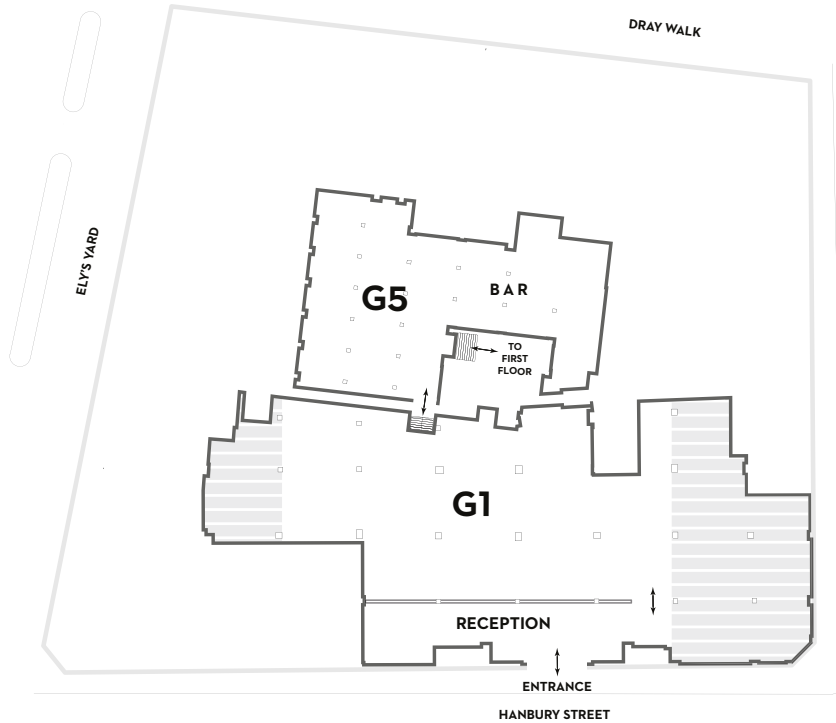 DRAY WALK
ELY'S YARD
G5
BAR
TO
FIRST
FLOOR
G1
RECEPTION
ENTRANCE
HANBURY STREET